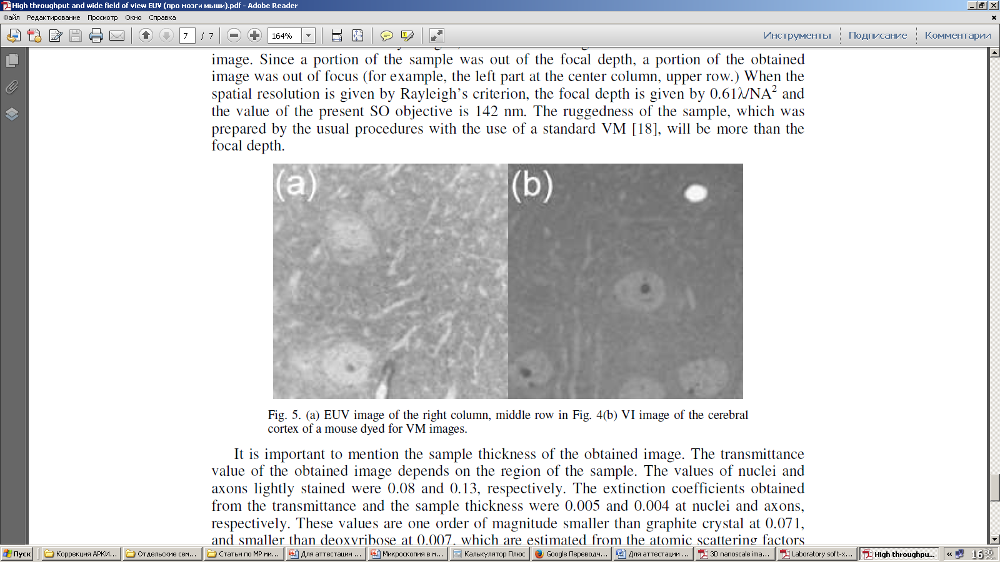 High throughput and wide field of view EUV (про мозги мыши).pdf - Adobe Reader
Файл Редактирование Просмотр Окно Справка
7 / 7 164% Инструменты Подписание Комментарии
image. Since a portion of the sample was out of the focal depth, a portion of the obtained
image was out of focus (for example, the left part at the center column, upper row.) When the
spatial resolution is given by Rayleigh’s criterion, the focal depth is given by 0.61λ/NA² and
the value of the present SO objective is 142 nm. The ruggedness of the sample, which was
prepared by the usual procedures with the use of a standard VM [18], will be more than the
focal depth.
(a) (b)
Fig. 5. (a) EUV image of the right column, middle row in Fig. 4(b) VI image of the cerebral
cortex of a mouse dyed for VM images.
It is important to mention the sample thickness of the obtained image. The transmittance
value of the obtained image depends on the region of the sample. The values of nuclei and
axons lightly stained were 0.08 and 0.13, respectively. The extinction coefficients obtained
from the transmittance and the sample thickness were 0.005 and 0.004 at nuclei and axons,
respectively. These values are one order of magnitude smaller than graphite crystal at 0.071,
and smaller than deoxyribose at 0.007, which are estimated from the atomic scattering factors
Пуск Коррекция АРКИ... Отдельские сем... Статьи по МР ми... Для аттестации ... Микроскопия в м... Калькулятор Плюс Google Переводч... Для аттестации ... 3D nanoscale ima... Laboratory soft-x... High throughpu... « 16